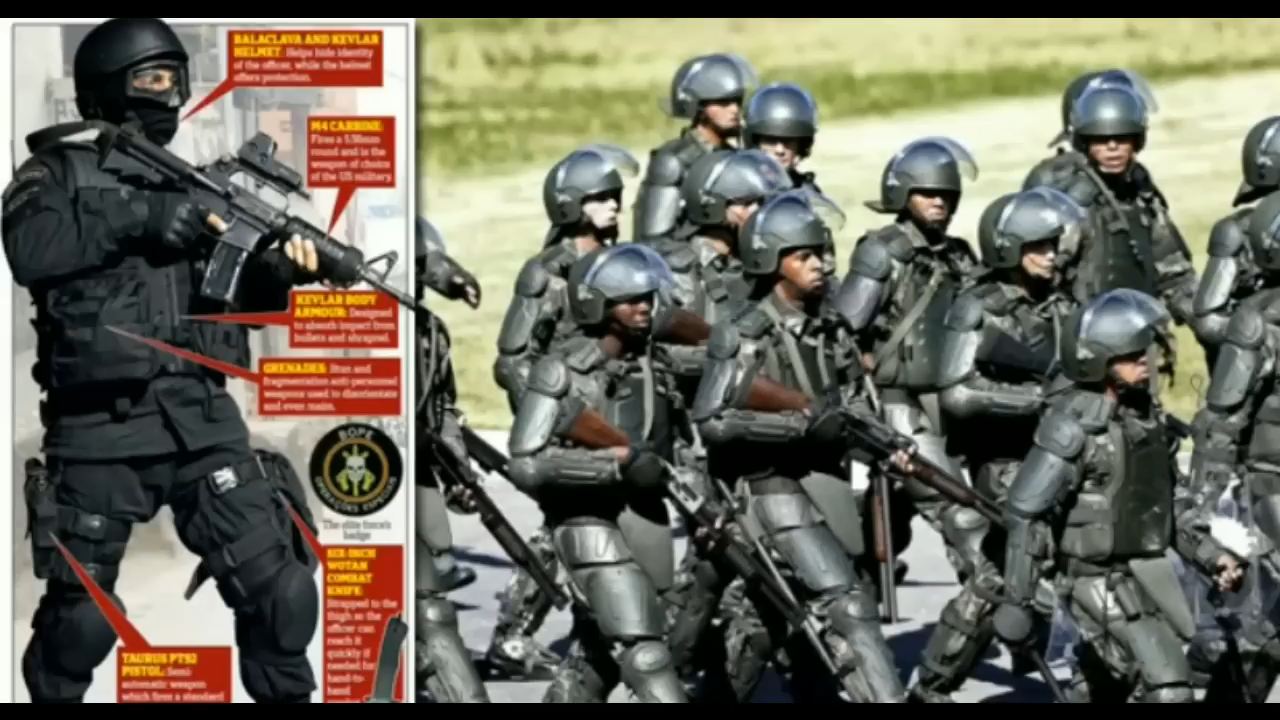 BALACLAVA AND KEVLAR
HELMET: Helps hide identity
of the officer, while the helmet
offers protection.
M4 CARBINE:
Fires a 5.56mm
round and is the
weapon of choice
of the US military.
KEVLAR BODY
ARMOUR: Designed
to absorb impact from
bullets and shrapnel.
GRENADES: Stun and
fragmentation anti-personnel
weapons used to disorientate
and even maim.
BOPE
The elite force's
badge
SIX-INCH
WOTAN
COMBAT
KNIFE:
Strapped to the
thigh so the
officer can
reach it
quickly if
needed for
hand-to-
hand
TAURUS PT92
PISTOL: Semi
automatic weapon
which fires a standard